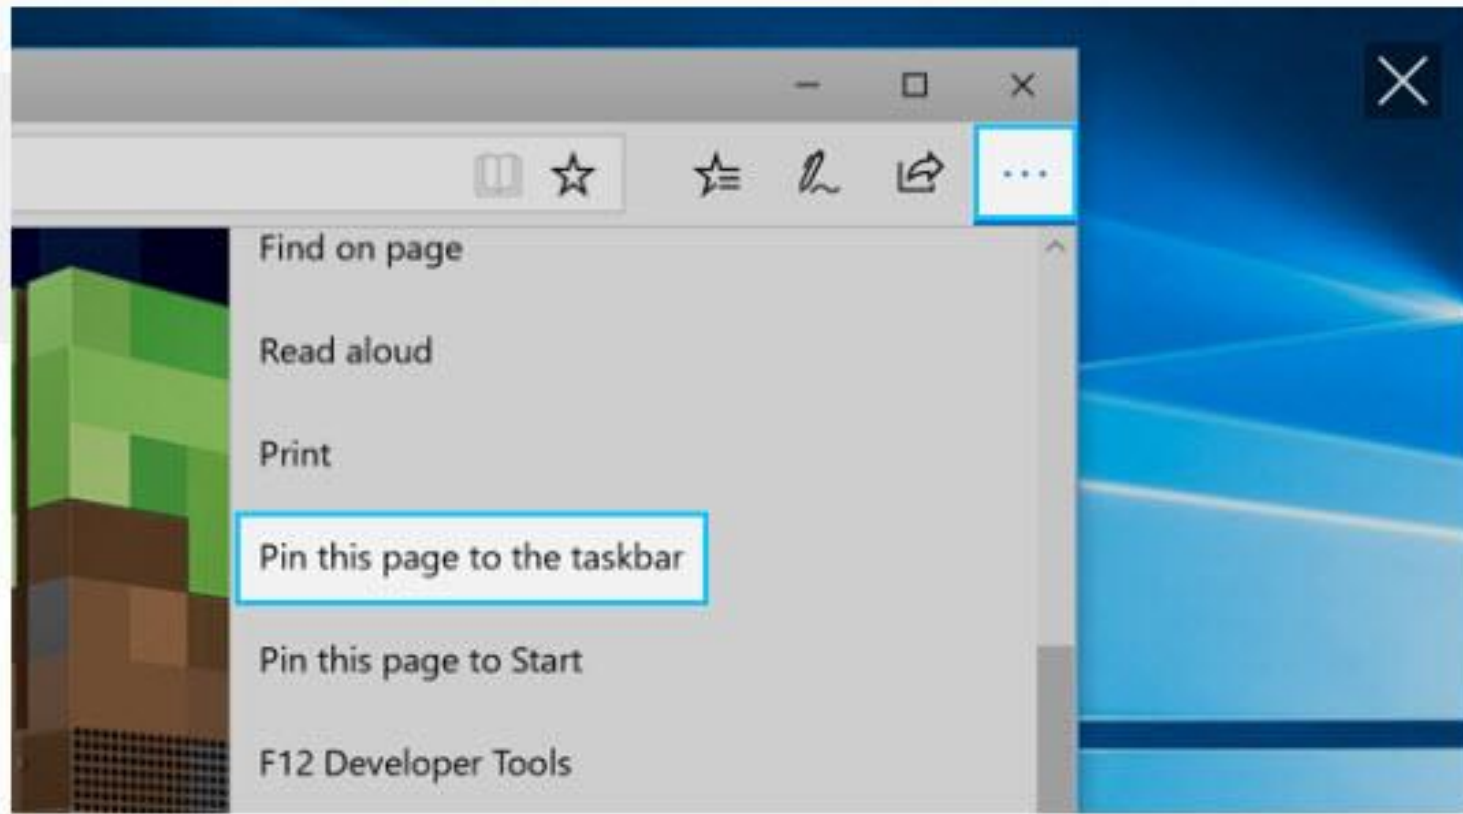 Find on page
Read aloud
Print
Pin this page to the taskbar
Pin this page to Start
F12 Developer Tools